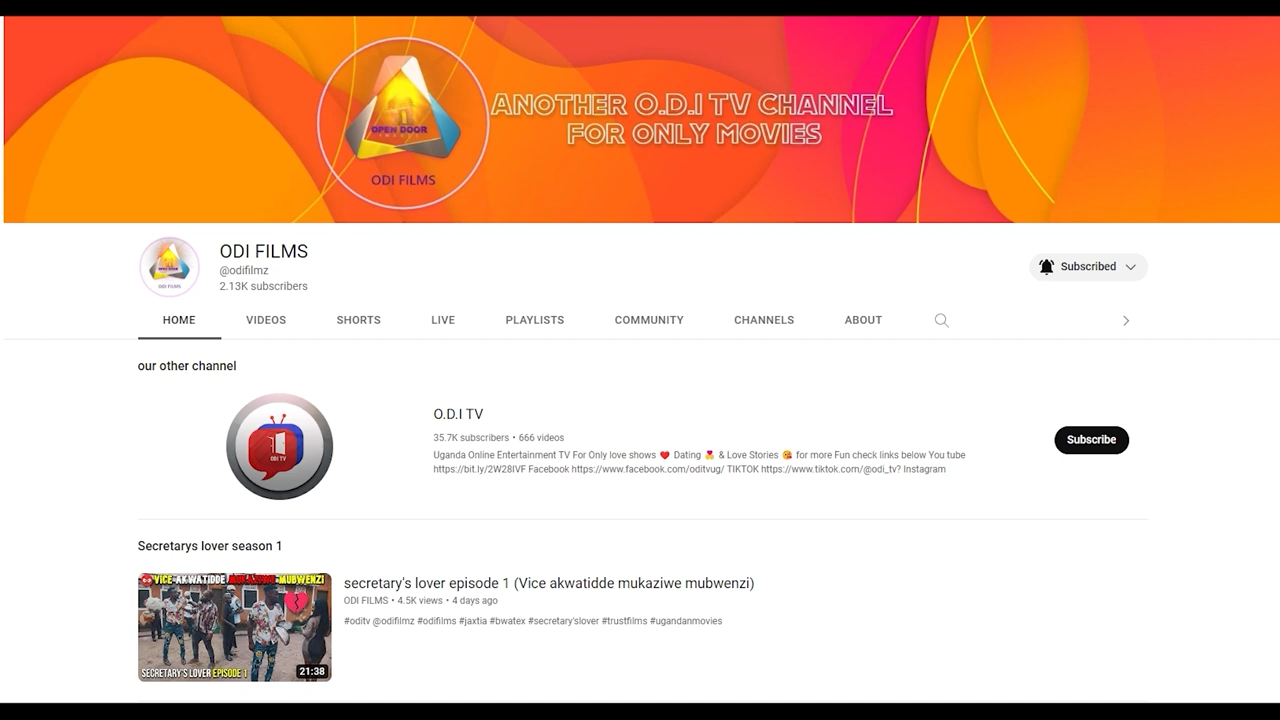 ANOTHER O.D.I TV CHANNEL
FOR ONLY MOVIES
OPEN DOOR
ODI FILMS
ODI FILMS
@odifilmz
2.13K subscribers
Subscribed
HOME VIDEOS SHORTS LIVE PLAYLISTS COMMUNITY CHANNELS ABOUT
our other channel
ODI TV
O.D.I TV
35.7K subscribers • 666 videos
Uganda Online Entertainment TV For Only love shows ❤️ Dating 💑 & Love Stories 😘 for more Fun check links below You tube
https://bit.ly/2W28IVF Facebook https://www.facebook.com/oditvug/ TIKTOK https://www.tiktok.com/@odi_tv? Instagram
Subscribe
Secretarys lover season 1
VICE AKWATIDDE MUKAZIWE MUBWENZI
SECRETARY'S LOVER EPISODE 1
21:38
secretary's lover episode 1 (Vice akwatidde mukaziwe mubwenzi)
ODI FILMS • 4.5K views • 4 days ago
#oditv @odifilmz #odifilms #jaxtia #bwatex #secretary'slover #trustfilms #ugandanmovies